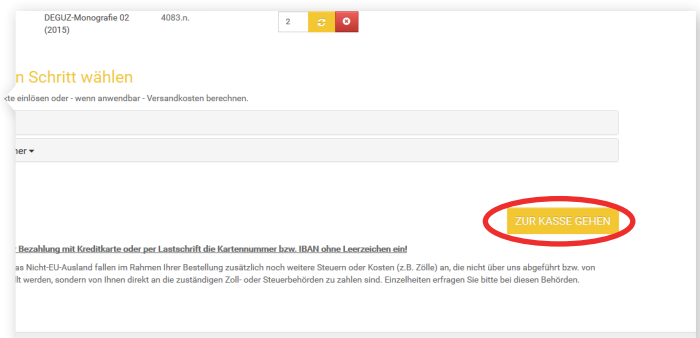 DEGUZ-Monografie 02 4083.n. 2
(2015)
n Schritt wählen
kte einlösen oder - wenn anwendbar - Versandkosten berechnen.
ner
ZUR KASSE GEHEN
Bezahlung mit Kreditkarte oder per Lastschrift die Kartennummer bzw. IBAN ohne Leerzeichen ein!
as Nicht-EU-Ausland fallen im Rahmen Ihrer Bestellung zusätzlich noch weitere Steuern oder Kosten (z.B. Zölle) an, die nicht über uns abgeführt bzw. von
llt werden, sondern von Ihnen direkt an die zuständigen Zoll- oder Steuerbehörden zu zahlen sind. Einzelheiten erfragen Sie bitte bei diesen Behörden.